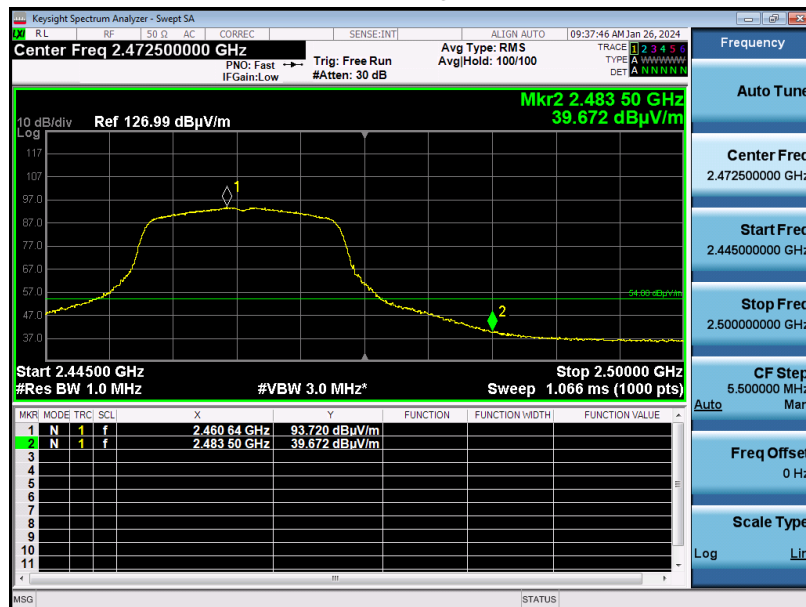 Keysight Spectrum Analyzer - Swept SA
LXI RL RF 50 Ω AC CORREC SENSE:INT ALIGN AUTO 09:37:46 AM Jan 26, 2024
Center Freq 2.472500000 GHz
PNO: Fast
IFGain:Low
Trig: Free Run
#Atten: 30 dB
Avg Type: RMS
Avg|Hold: 100/100
TRACE 1 2 3 4 5 6
TYPE A WWWWW
DET A N N N N N
Mkr2 2.483 50 GHz
39.672 dBµV/m
10 dB/div Ref 126.99 dBµV/m
Log
117
107
97.0
87.0
77.0
67.0
57.0
47.0
37.0
1
2
54.00 dBµV/m
Start 2.44500 GHz Stop 2.50000 GHz
#Res BW 1.0 MHz #VBW 3.0 MHz* Sweep 1.066 ms (1000 pts)
MKR MODE TRC SCL X Y FUNCTION FUNCTION WIDTH FUNCTION VALUE
1 N 1 f 2.460 64 GHz 93.720 dBµV/m
2 N 1 f 2.483 50 GHz 39.672 dBµV/m
3
4
5
6
7
8
9
10
11
MSG STATUS
Frequency
Auto Tune
Center Freq
2.472500000 GHz
Start Freq
2.445000000 GHz
Stop Freq
2.500000000 GHz
CF Step
5.500000 MHz
Auto Man
Freq Offset
0 Hz
Scale Type
Log Lin